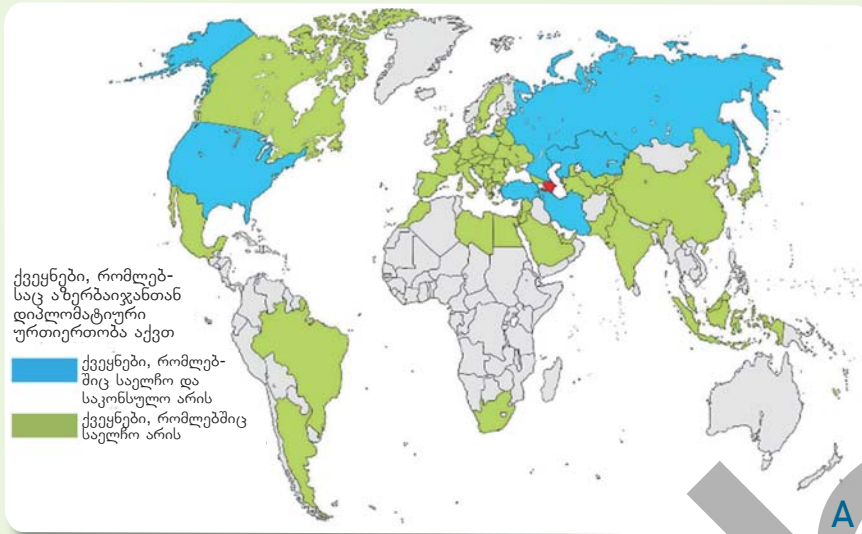 ქვეყნები, რომლებ-
საც აზერბაიჯანთან
დიპლომატიური
ურთიერთობა აქვთ
ქვეყნები, რომლებ-
შიც საელჩო და
საკონსულო არის
ქვეყნები, რომლებშიც
საელჩო არის
A